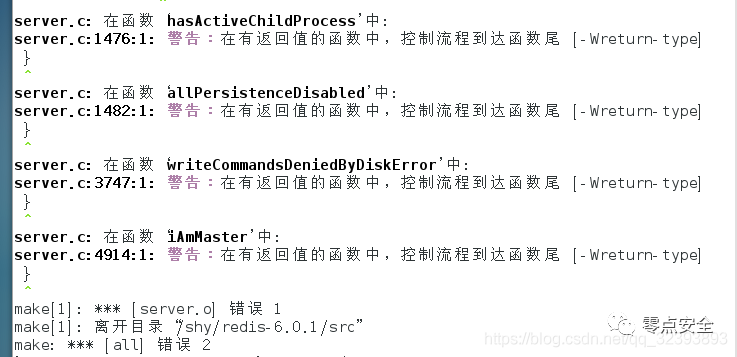 server.c: 在函数‘hasActiveChildProcess’中:
server.c:1476:1: 警告：在有返回值的函数中，控制流程到达函数尾 [-Wreturn-type]
}
^
server.c: 在函数‘allPersistenceDisabled’中:
server.c:1482:1: 警告：在有返回值的函数中，控制流程到达函数尾 [-Wreturn-type]
}
^
server.c: 在函数‘writeCommandsDeniedByDiskError’中:
server.c:3747:1: 警告：在有返回值的函数中，控制流程到达函数尾 [-Wreturn-type]
}
^
server.c: 在函数‘iAmMaster’中:
server.c:4914:1: 警告：在有返回值的函数中，控制流程到达函数尾 [-Wreturn-type]
}
^
make[1]: *** [server.o] 错误 1
make[1]: 离开目录“/shy/redis-6.0.1/src”
make: *** [all] 错误 2
零点安全
https://blog.csdn.net/qq_32393893